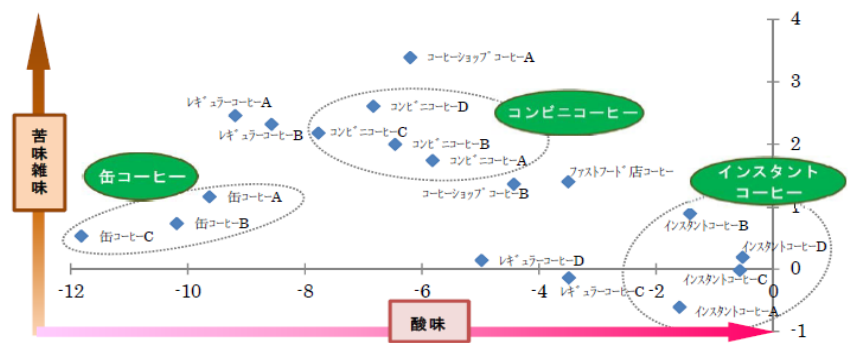 4
コーヒーショップコーヒーA
3
レギュラーコーヒーA
コンビニコーヒーD
コンビニコーヒー
レギュラーコーヒーB
コンビニコーヒーC
コンビニコーヒーB
2
苦味雑味
缶コーヒー
コンビニコーヒーA
ファストフード店コーヒー
インスタント
コーヒー
コーヒーショップコーヒーB
缶コーヒーA
1
缶コーヒーB
インスタントコーヒーB
缶コーヒーC
インスタントコーヒーD
レギュラーコーヒーD
0
インスタントコーヒーC
レギュラーコーヒーC
-12
-10
-8
-6
-4
-2
0
インスタントコーヒーA
酸味
-1